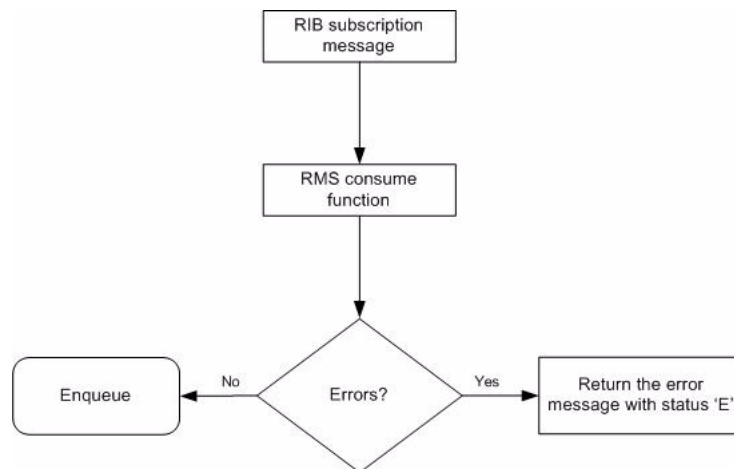 RIB subscription
message
RMS consume
function
Errors?
No
Yes
Enqueue
Return the error
message with status ‘E’